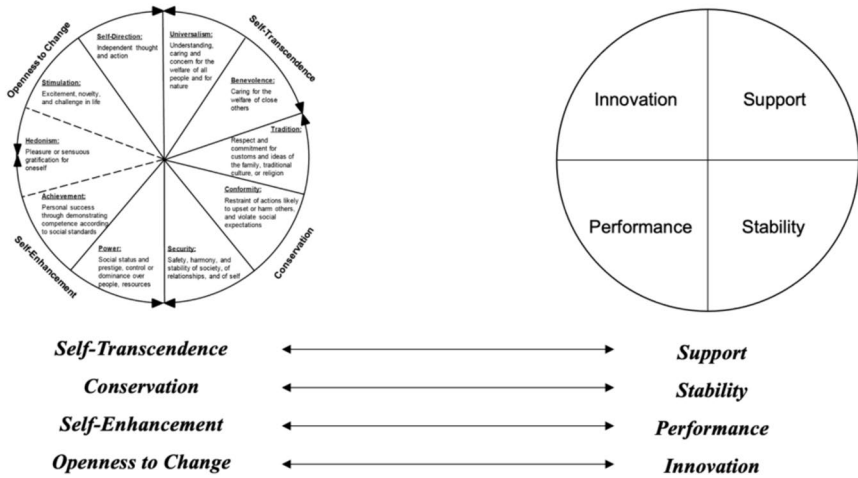 Openness to Change
Self-Transcendence
Self-Enhancement
Conservation
Self-Direction:
Independent thought
and action
Universalism:
Understanding,
caring and
concern for the
welfare of all
people and for
nature
Stimulation:
Excitement, novelty,
and challenge in life
Benevolence:
Caring for the
welfare of close
others
Hedonism:
Pleasure or sensuous
gratification for
oneself
Tradition:
Respect and
commitment for
customs and ideas of
the family, traditional
culture, or religion
Achievement:
Personal success
through demonstrating
competence according
to social standards
Conformity:
Restraint of actions likely
to upset or harm others,
and violate social
expectations
Power:
Social status and
prestige, control or
dominance over
people, resources
Security:
Safety, harmony, and
stability of society, of
relationships, and of self
Innovation
Support
Performance
Stability
Self-Transcendence Support
Conservation Stability
Self-Enhancement Performance
Openness to Change Innovation